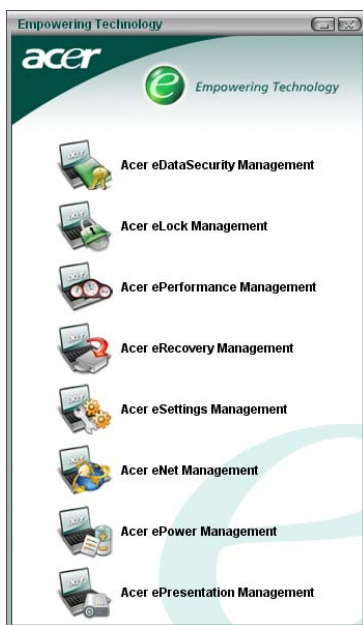 Empowering Technology
acer
e Empowering Technology
Acer eDataSecurity Management
Acer eLock Management
Acer ePerformance Management
Acer eRecovery Management
Acer eSettings Management
Acer eNet Management
Acer ePower Management
Acer ePresentation Management